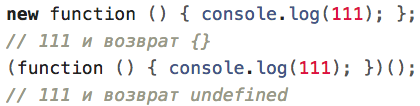 new function () { console.log(111); };
// 111 и возврат {}
(function () { console.log(111); })();
// 111 и возврат undefined